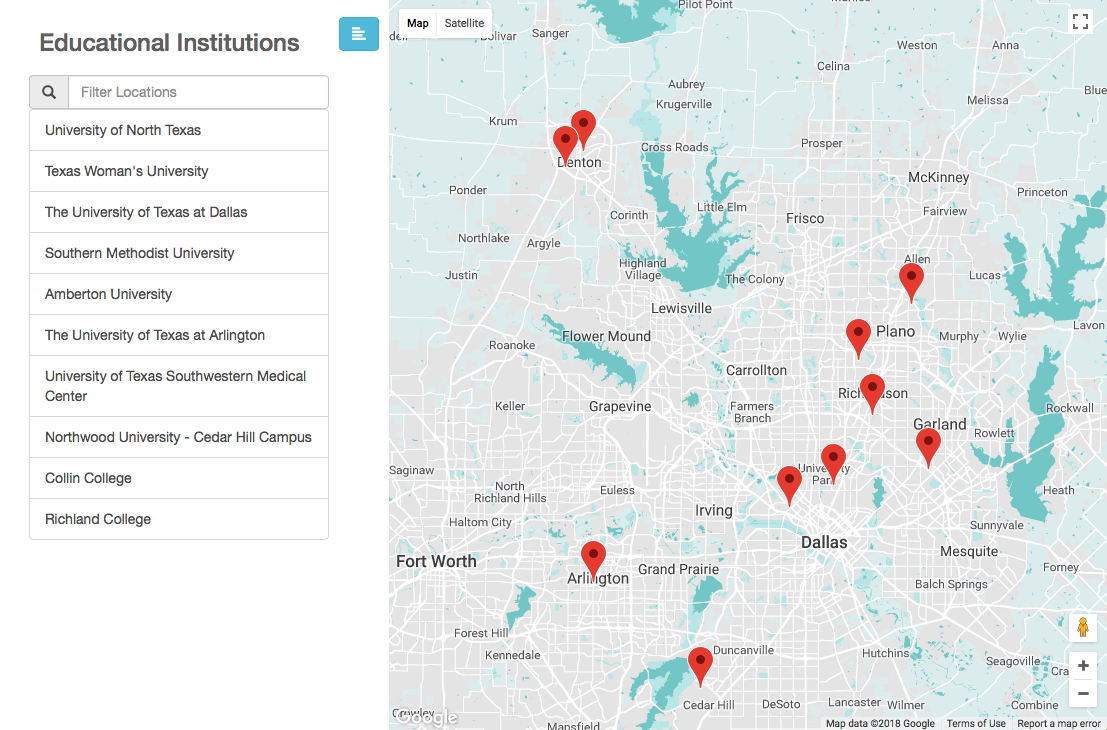 Educational Institutions
Filter Locations
University of North Texas
Texas Woman's University
The University of Texas at Dallas
Southern Methodist University
Amberton University
The University of Texas at Arlington
University of Texas Southwestern Medical
Center
Northwood University - Cedar Hill Campus
Collin College
Richland College
Map
Satellite
Pilot Point
Bolivar
Sanger
Weston
Anna
Celina
Aubrey
Krugerville
Melissa
Blue
Krum
Cross Roads
Prosper
Denton
McKinney
Ponder
Princeton
Little Elm
Corinth
Frisco
Fairview
Northlake
Argyle
Allen
Highland
Village
Justin
The Colony
Lucas
Lewisville
Lavon
Flower Mound
Plano
Murphy
Wylie
Roanoke
Carrollton
Keller
Grapevine
Farmers
Branch
Rockwall
Garland
Rowlett
Saginaw
University
Park
North
Richland Hills
Euless
Heath
Irving
Haltom City
Sunnyvale
Dallas
Mesquite
Fort Worth
Grand Prairie
Forney
Arlington
Balch Springs
Forest Hill
Kennedale
Duncanville
Hutchins
Seagoville
Cra
Cedar Hill
DeSoto
Lancaster
Wilmer
Combine
Crowley
Google
Mansfield
Map data ©2018 Google
Terms of Use
Report a map error